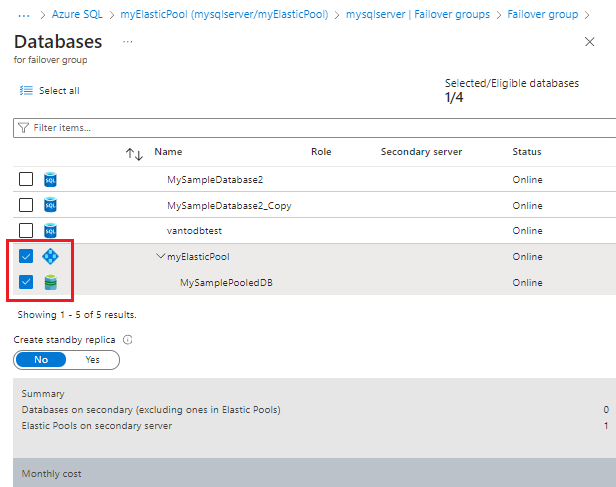 ... > Azure SQL > myElasticPool (mysqlserver/myElasticPool) > mysqlserver | Failover groups > Failover group >
Databases ...
for failover group
Select all
Selected/Eligible databases
1/4
Filter items...
Name Role Secondary server Status
SQL MySampleDatabase2 Online
SQL MySampleDatabase2_Copy Online
SQL vantodbtest Online
myElasticPool Online
MySamplePooledDB Online
Showing 1 - 5 of 5 results.
Create standby replica
No Yes
Summary
Databases on secondary (excluding ones in Elastic Pools) 0
Elastic Pools on secondary server 1
Monthly cost